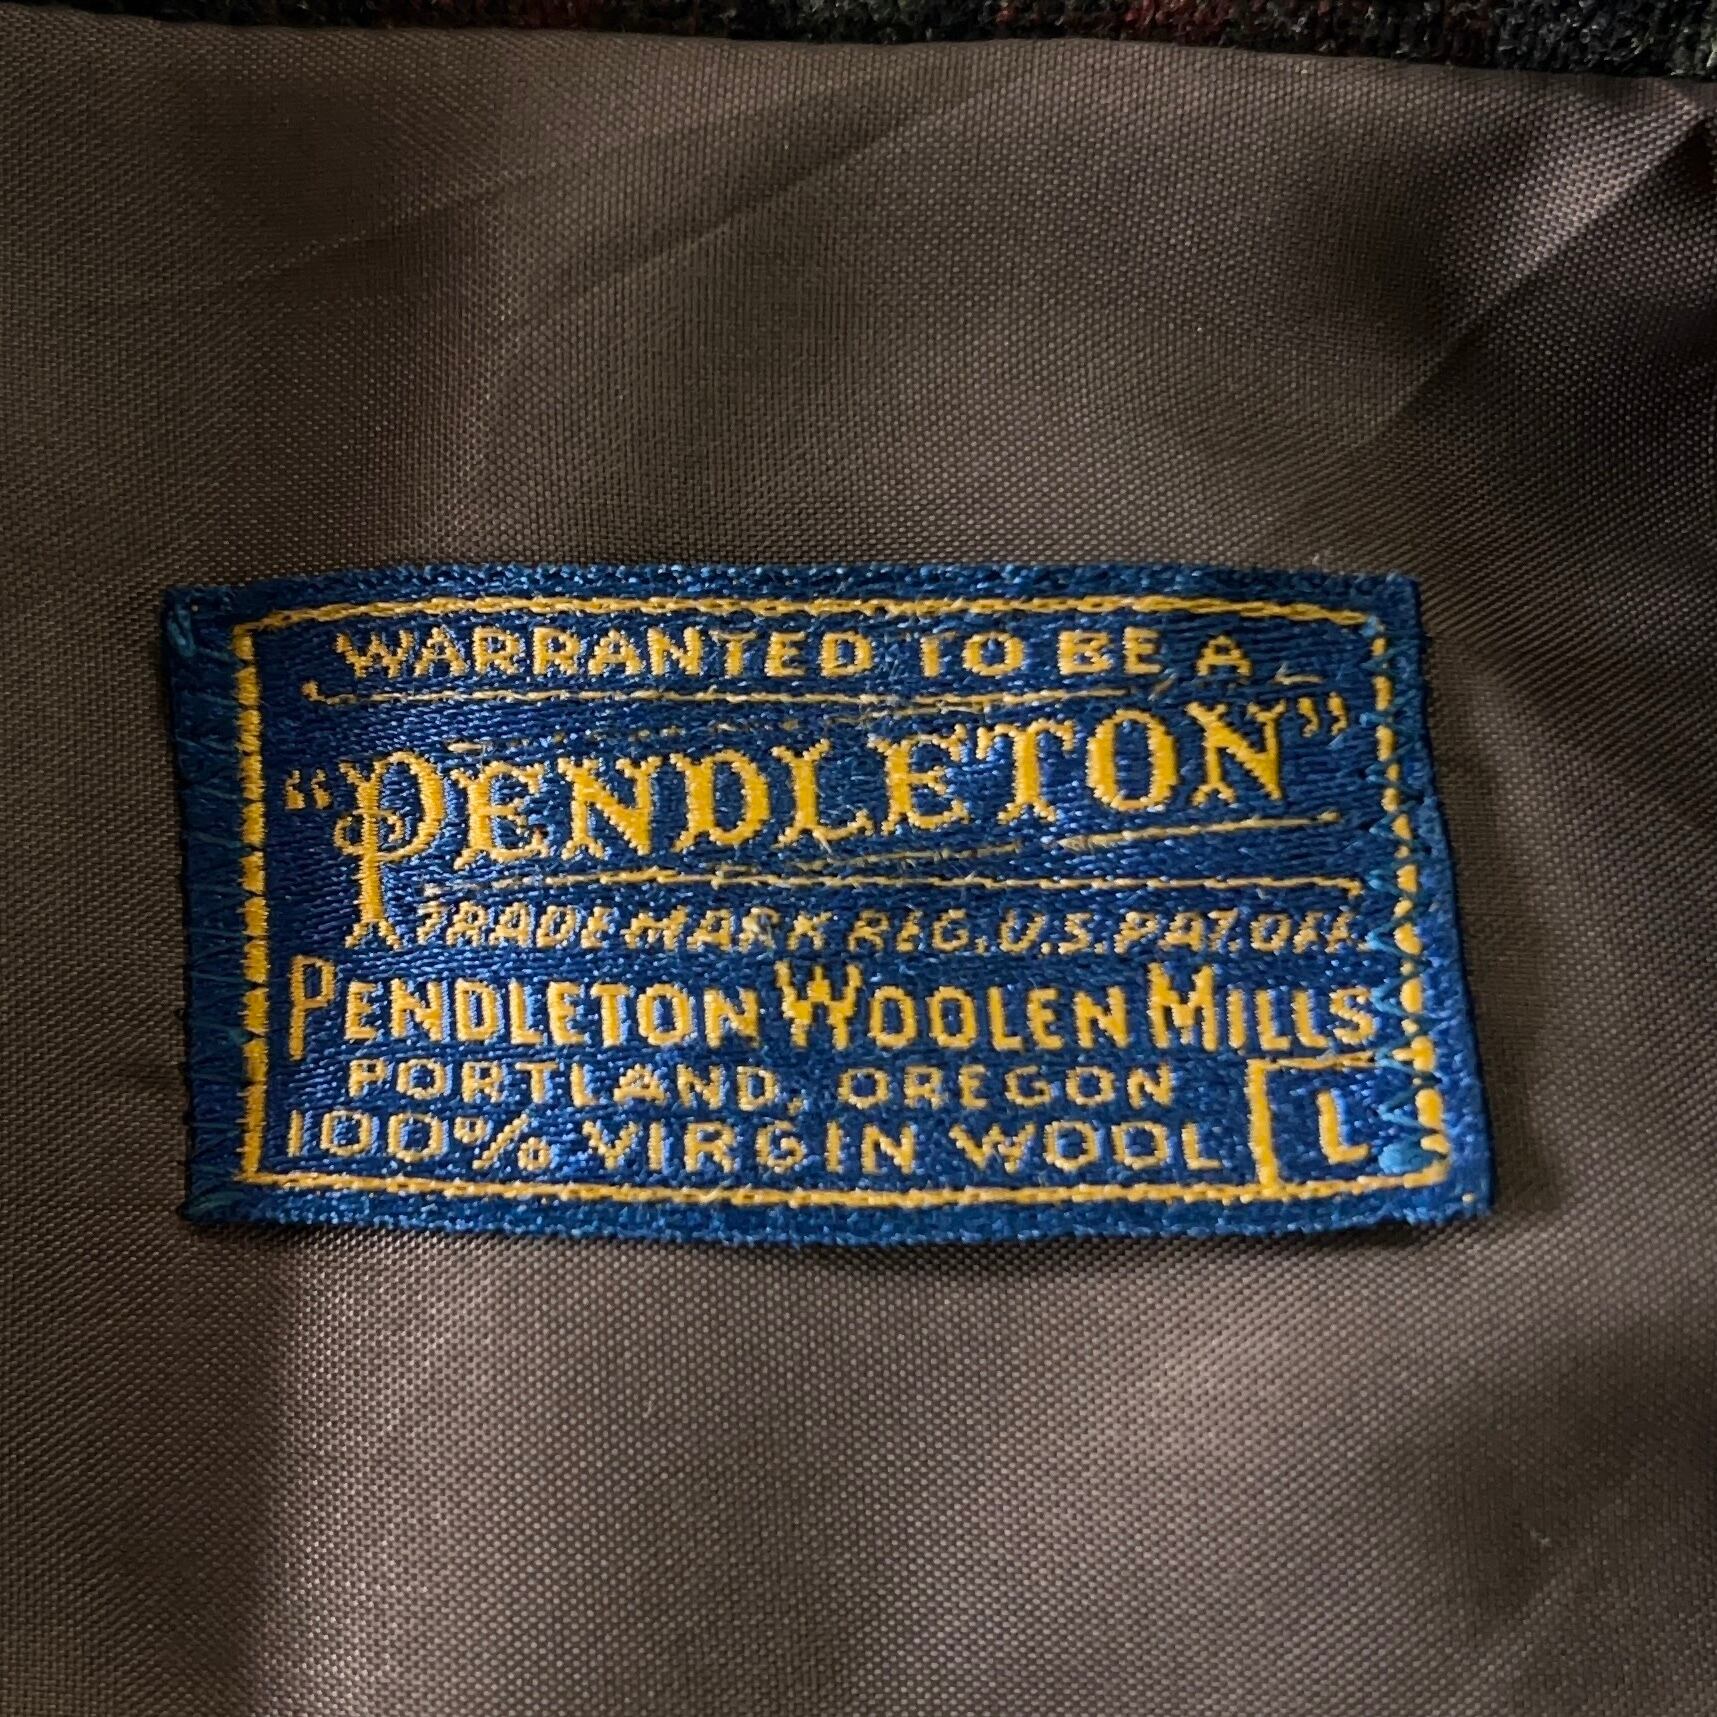 WARRANTED TO BE A
“PENDLETON”
TRADE MARK REG. U.S. PAT. OFF.
PENDLETON WOOLEN MILLS
PORTLAND, OREGON
100% VIRGIN WOOL L